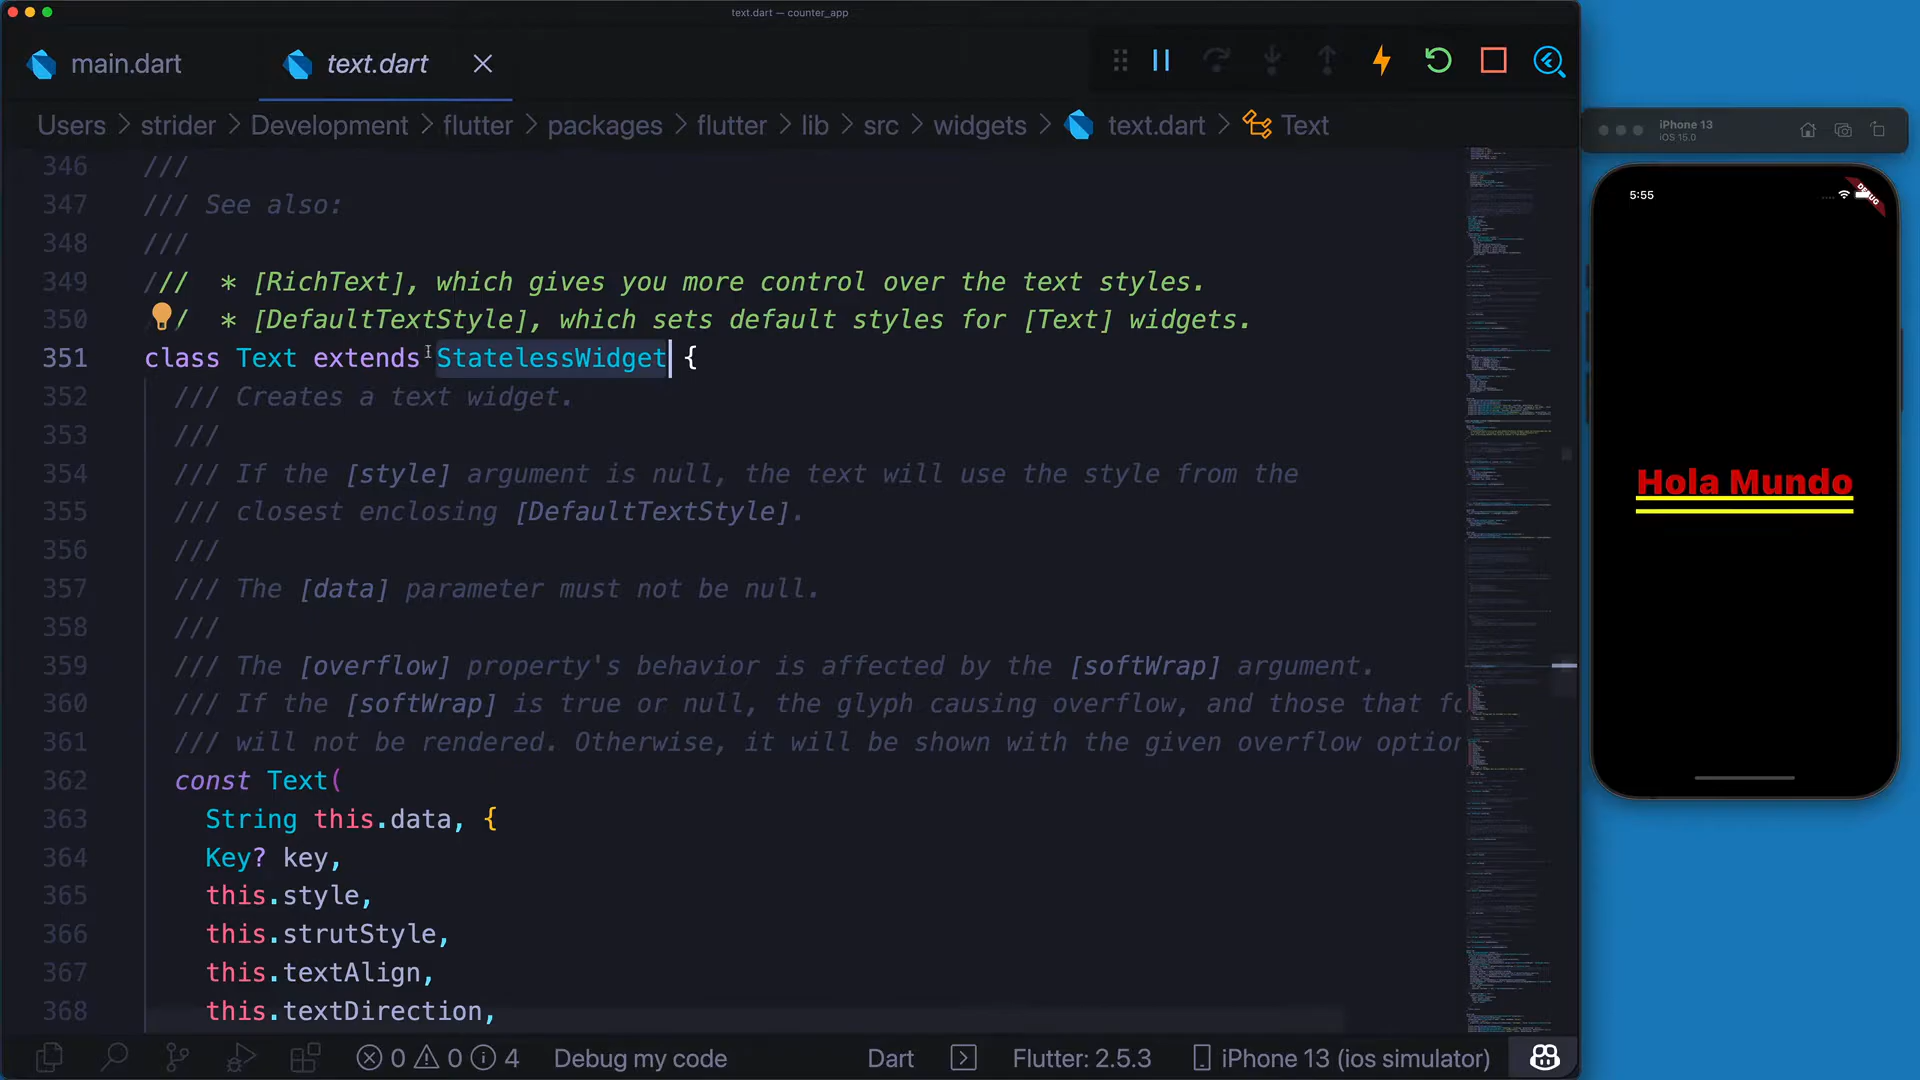 text.dart — counter_app
main.dart
text.dart
Users > strider > Development > flutter > packages > flutter > lib > src > widgets > text.dart > Text
iPhone 13
iOS 15.0
5:55
DEBUG
346 ///
347 /// See also:
348 ///
349 ///  * [RichText], which gives you more control over the text styles.
350 /  * [DefaultTextStyle], which sets default styles for [Text] widgets.
351 class Text extends StatelessWidget {
352 /// Creates a text widget.
353 ///
354 /// If the [style] argument is null, the text will use the style from the
355 /// closest enclosing [DefaultTextStyle].
356 ///
357 /// The [data] parameter must not be null.
358 ///
359 /// The [overflow] property's behavior is affected by the [softWrap] argument.
360 /// If the [softWrap] is true or null, the glyph causing overflow, and those that fo
361 /// will not be rendered. Otherwise, it will be shown with the given overflow option
362 const Text(
363 String this.data, {
364 Key? key,
365 this.style,
366 this.strutStyle,
367 this.textAlign,
368 this.textDirection,
Hola Mundo
0 0 4 Debug my code Dart Flutter: 2.5.3 iPhone 13 (ios simulator)